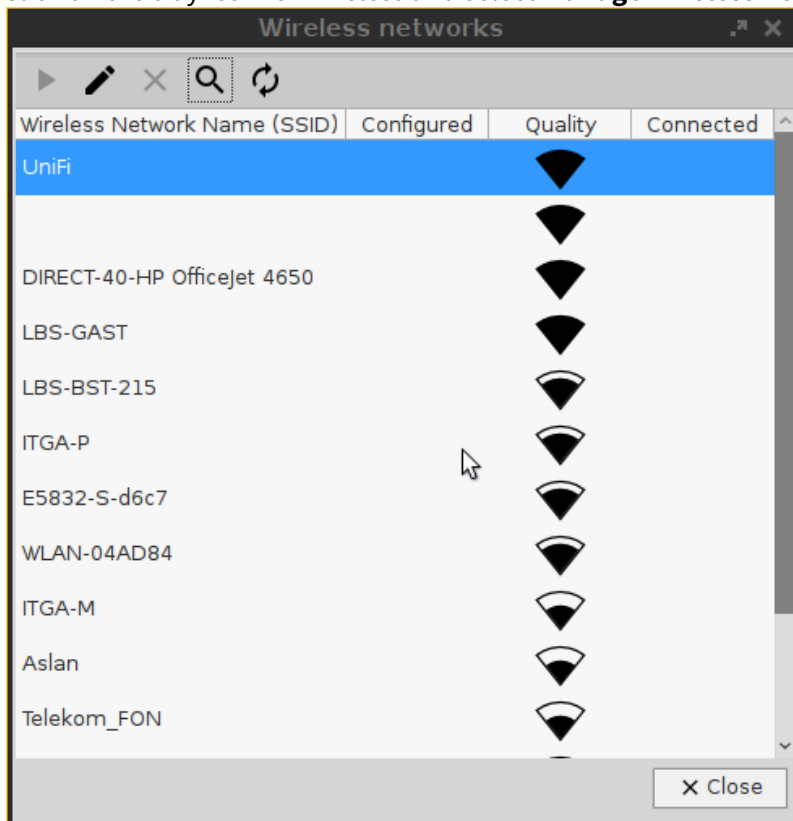 Wireless networks
Wireless Network Name (SSID) Configured Quality Connected
UniFi
DIRECT-40-HP OfficeJet 4650
LBS-GAST
LBS-BST-215
ITGA-P
E5832-S-d6c7
WLAN-04AD84
ITGA-M
Aslan
Telekom_FON
Close